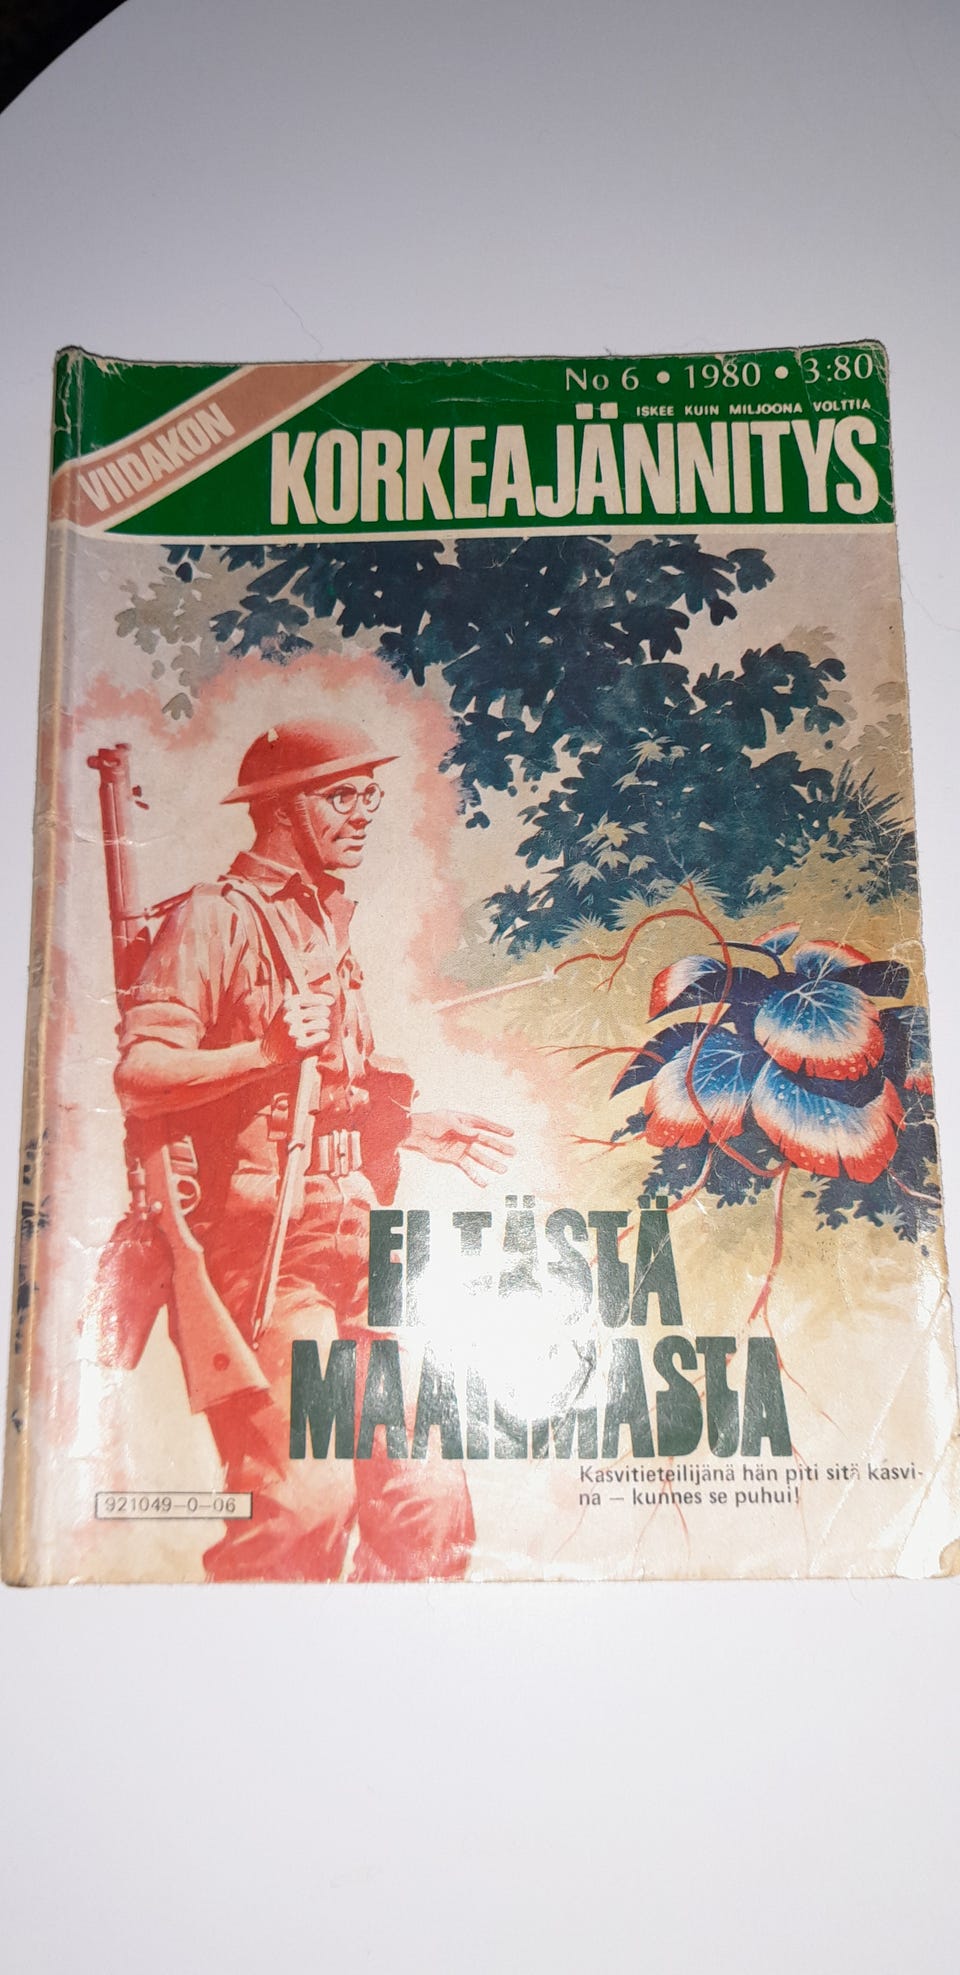 No 6 • 1980 • 3:80
ISKEE KUIN MILJOONA VOLTTIA
VIIDAKON
KORKEAJÄNNITYS
EI TÄSTÄ
MAAILMASTA
Kasvitieteilijänä hän piti sitä kasvi-
na — kunnes se puhui!
921049-0-06